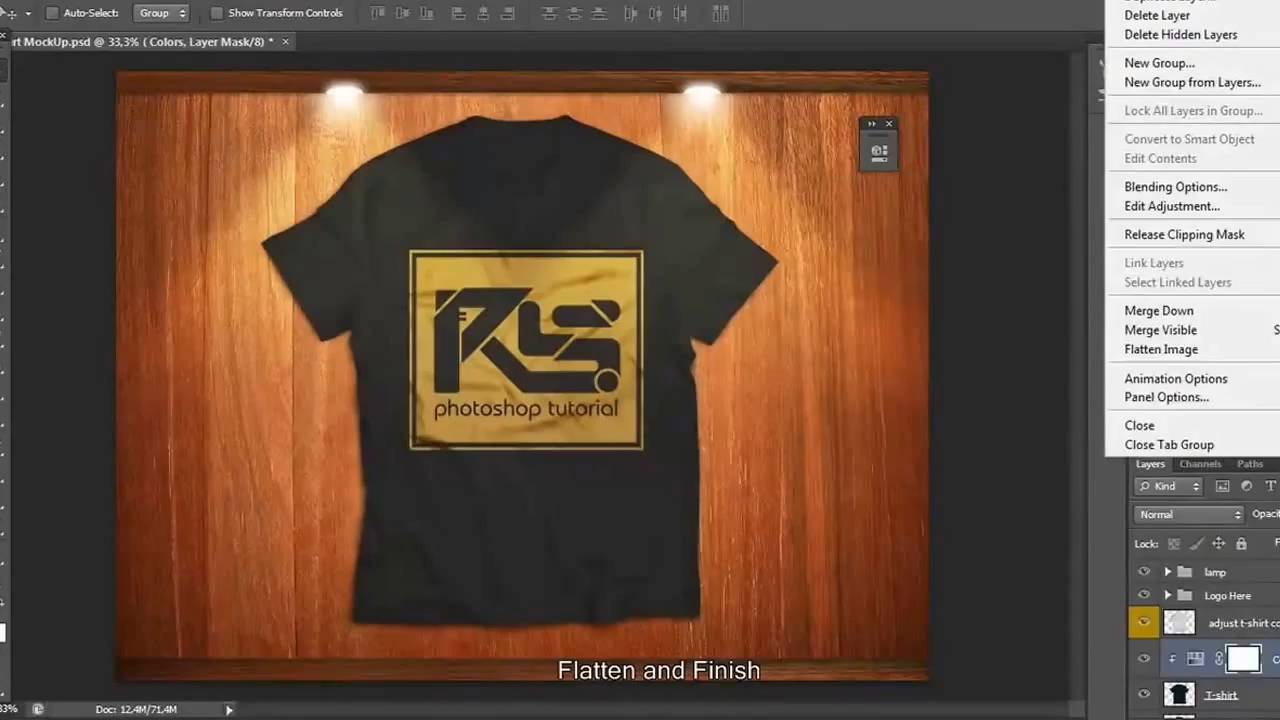 Auto-Select:
Group
Show Transform Controls
rt MockUp.psd @ 33,3% ( Colors, Layer Mask/8) *
Delete Layer
Delete Hidden Layers
New Group...
New Group from Layers...
Lock All Layers in Group...
Convert to Smart Object
Edit Contents
Blending Options...
Edit Adjustment...
Release Clipping Mask
Link Layers
Select Linked Layers
Merge Down
Merge Visible
Flatten Image
Animation Options
Panel Options...
Close
Close Tab Group
RLS
photoshop tutorial
Layers Channels Paths
Kind
Normal
Lock:
lamp
Logo Here
adjust t-shirt co
T-shirt
Flatten and Finish
Doc: 12,4M/71,4M